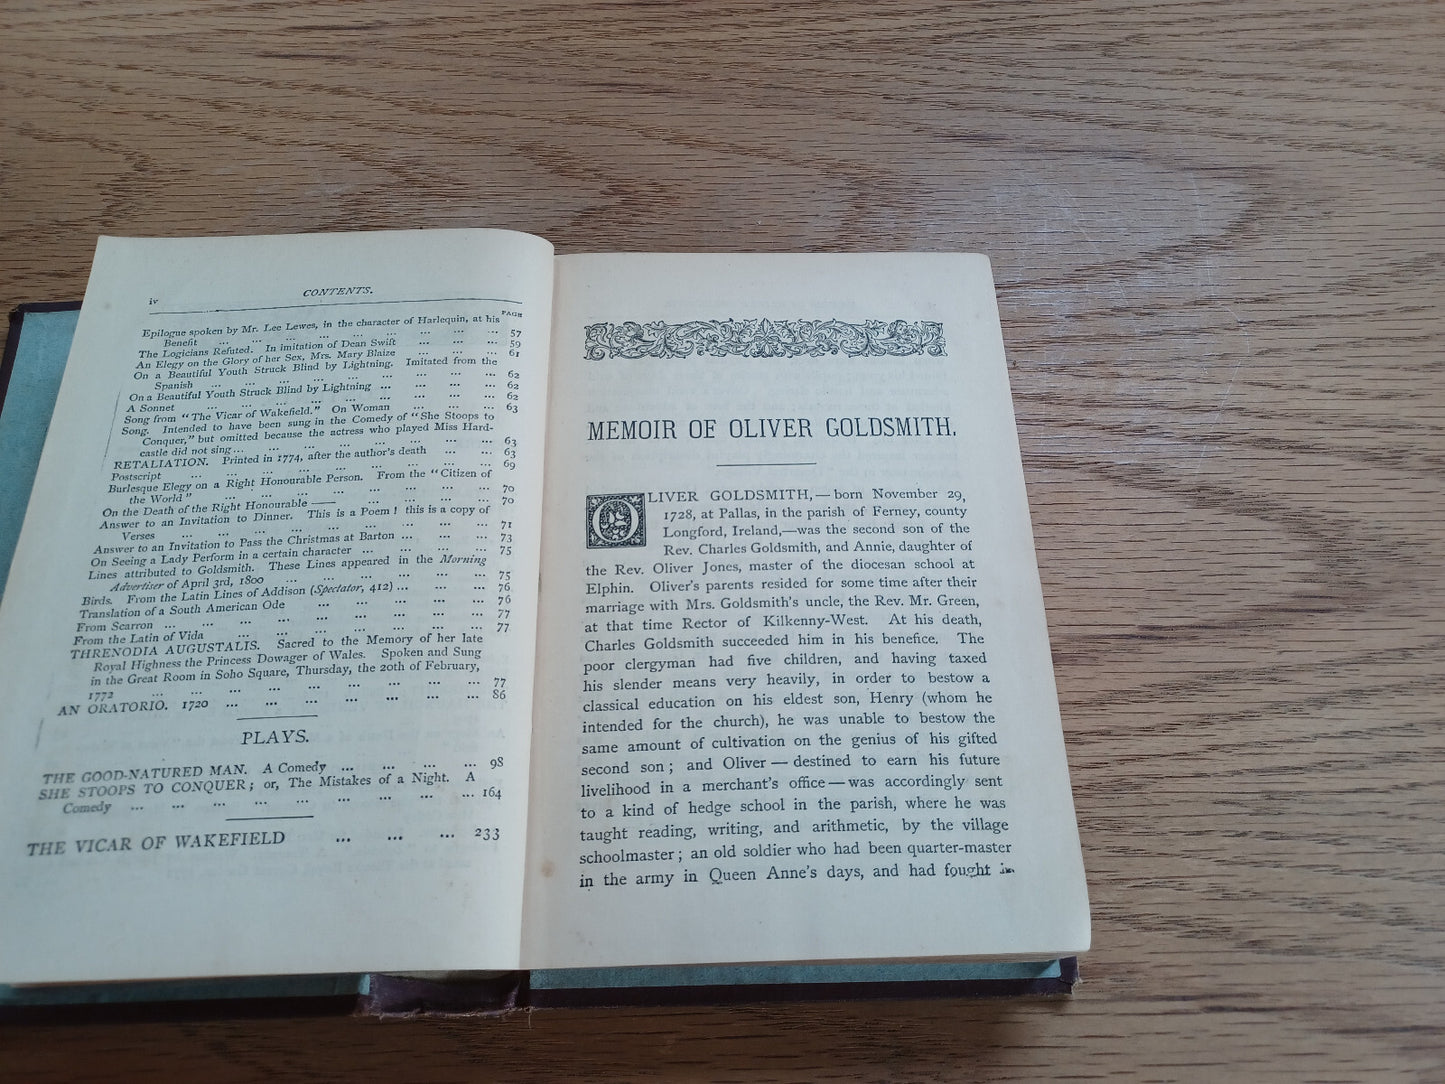 iv
CONTENTS.
PAGE
Epilogue spoken by Mr. Lee Lewes, in the character of Harlequin, at his
Benefit ... ... ... ... ... ... ... ... 57
The Logicians Refuted. In imitation of Dean Swift ... ... ... 59
An Elegy on the Glory of her Sex, Mrs. Mary Blaize ... ... ... 61
On a Beautiful Youth Struck Blind by Lightning. Imitated from the
Spanish ... ... ... ... ... ... ... ... 62
On a Beautiful Youth Struck Blind by Lightning ... ... ... ... 62
A Sonnet ... ... ... ... ... ... ... ... 62
Song from "The Vicar of Wakefield." On Woman ... ... ... 63
Song. Intended to have been sung in the Comedy of "She Stoops to
Conquer," but omitted because the actress who played Miss Hard-
castle did not sing ... ... ... ... ... ... ... 63
RETALIATION. Printed in 1774, after the author's death ... ... 63
Postscript ... ... ... ... ... ... ... ... 69
Burlesque Elegy on a Right Honourable Person. From the "Citizen of
the World" ... ... ... ... ... ... ... 70
On the Death of the Right Honourable —— ... ... ... ... 70
Answer to an Invitation to Dinner. This is a Poem! this is a copy of
Verses ... ... ... ... ... ... ... ... 71
Answer to an Invitation to Pass the Christmas at Barton ... ... ... 73
On Seeing a Lady Perform in a certain character ... ... ... ... 75
Lines attributed to Goldsmith. These Lines appeared in the Morning
Advertiser of April 3rd, 1800 ... ... ... ... ... ... 75
Birds. From the Latin Lines of Addison (Spectator, 412) ... ... ... 76
Translation of a South American Ode ... ... ... ... ... 76
From Scarron ... ... ... ... ... ... ... ... 77
From the Latin of Vida ... ... ... ... ... ... ... 77
THRENODIA AUGUSTALIS. Sacred to the Memory of her late
Royal Highness the Princess Dowager of Wales. Spoken and Sung
in the Great Room in Soho Square, Thursday, the 20th of February,
1772 ... ... ... ... ... ... ... ... ... 77
AN ORATORIO. 1720 ... ... ... ... ... ... ... 86
PLAYS.
THE GOOD-NATURED MAN. A Comedy ... ... ... ... 98
SHE STOOPS TO CONQUER; or, The Mistakes of a Night. A
Comedy ... ... ... ... ... ... ... ... ... 164
THE VICAR OF WAKEFIELD ... ... ... 233
MEMOIR OF OLIVER GOLDSMITH.
OLIVER GOLDSMITH,—born November 29,
1728, at Pallas, in the parish of Ferney, county
Longford, Ireland,—was the second son of the
Rev. Charles Goldsmith, and Annie, daughter of
the Rev. Oliver Jones, master of the diocesan school at
Elphin. Oliver's parents resided for some time after their
marriage with Mrs. Goldsmith's uncle, the Rev. Mr. Green,
at that time Rector of Kilkenny-West. At his death,
Charles Goldsmith succeeded him in his benefice. The
poor clergyman had five children, and having taxed
his slender means very heavily, in order to bestow a
classical education on his eldest son, Henry (whom he
intended for the church), he was unable to bestow the
same amount of cultivation on the genius of his gifted
second son; and Oliver—destined to earn his future
livelihood in a merchant's office—was accordingly sent
to a kind of hedge school in the parish, where he was
taught reading, writing, and arithmetic, by the village
schoolmaster; an old soldier who had been quarter-master
in the army in Queen Anne's days, and had fought in